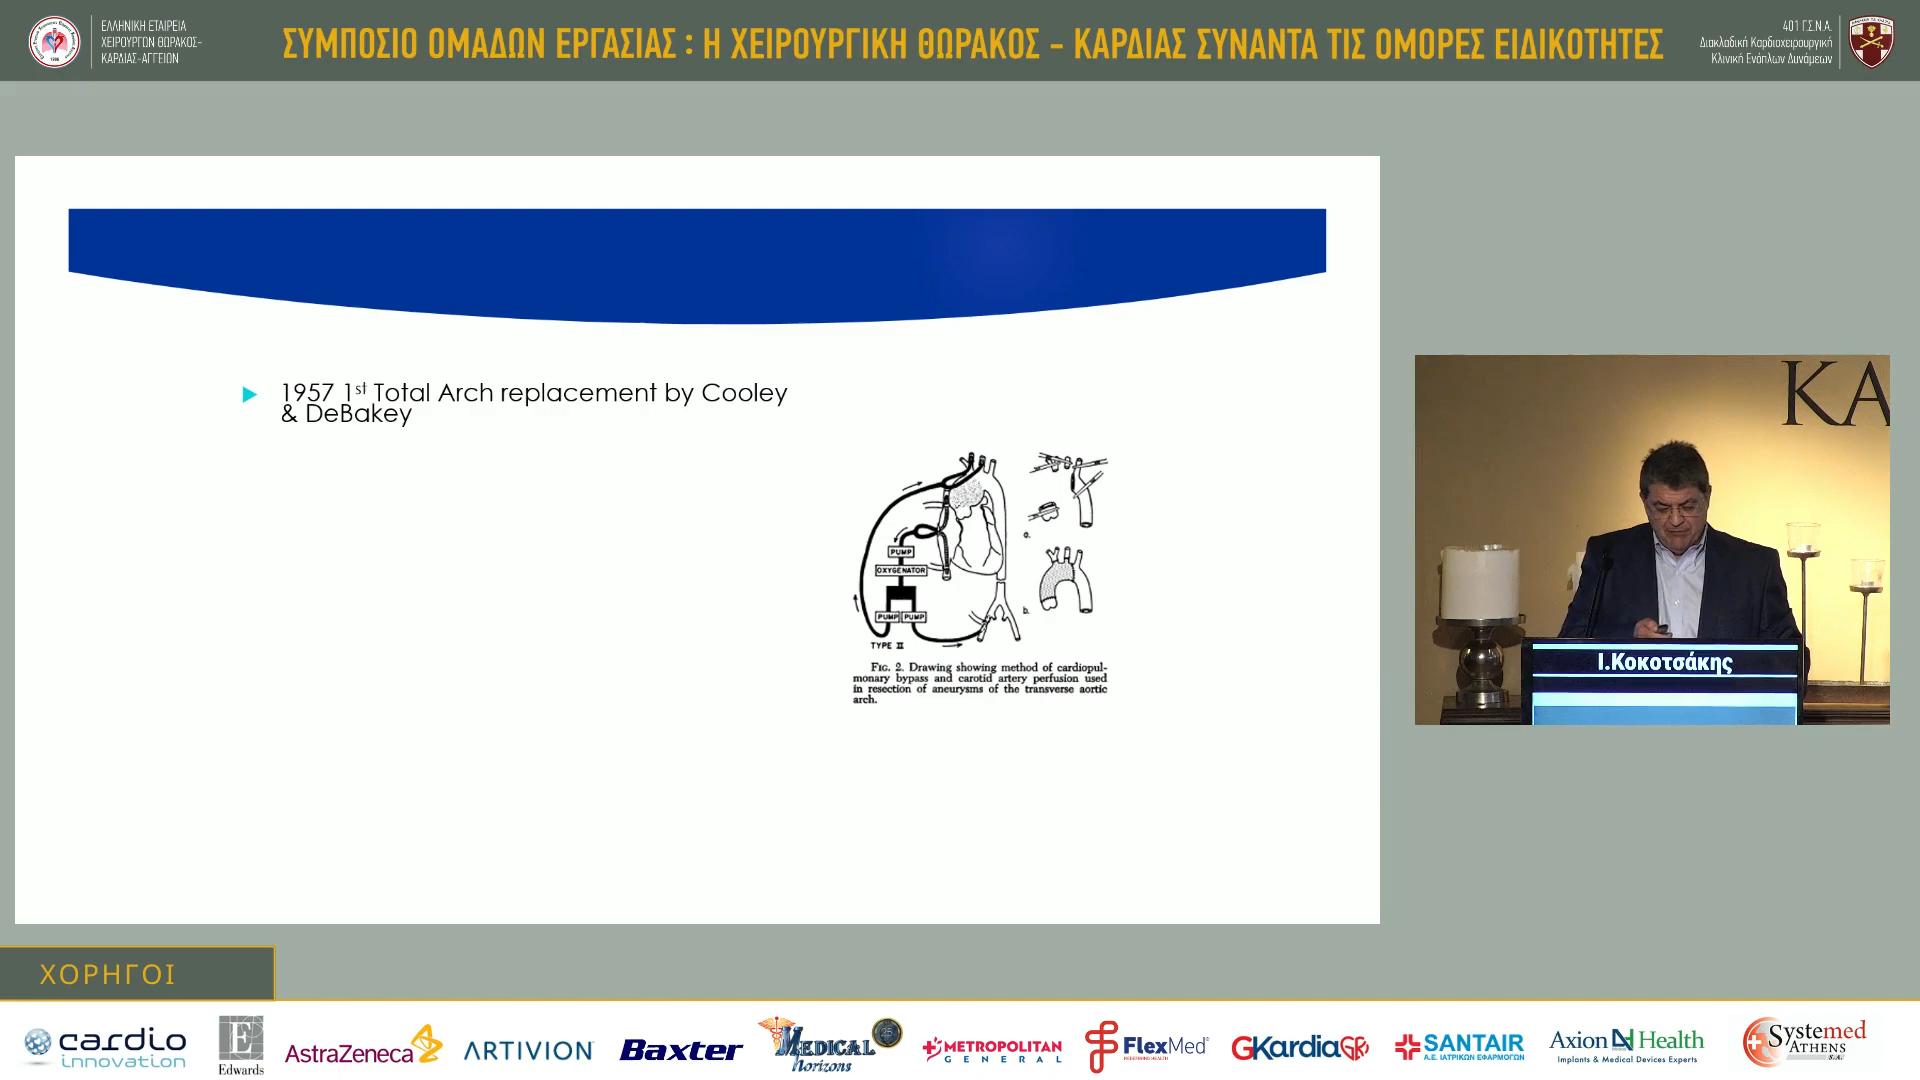 ΕΛΛΗΝΙΚΗ ΕΤΑΙΡΕΙΑ
ΧΕΙΡΟΥΡΓΩΝ ΘΩΡΑΚΟΣ-
ΚΑΡΔΙΑΣ-ΑΓΓΕΙΩΝ
ΣΥΜΠΟΣΙΟ ΟΜΑΔΩΝ ΕΡΓΑΣΙΑΣ : Η ΧΕΙΡΟΥΡΓΙΚΗ ΘΩΡΑΚΟΣ – ΚΑΡΔΙΑΣ ΣΥΝΑΝΤΑ ΤΙΣ ΟΜΟΡΕΣ ΕΙΔΙΚΟΤΗΤΕΣ
401 Γ.Σ.Ν.Α.
Διακλαδική Καρδιοχειρουργική
Κλινική Ενόπλων Δυνάμεων
1957 1st Total Arch replacement by Cooley
& DeBakey
PUMP
OXYGENATOR
PUMP PUMP
TYPE II
a.
b.
FIG. 2. Drawing showing method of cardiopul-
monary bypass and carotid artery perfusion used
in resection of aneurysms of the transverse aortic
arch.
KA
Ι.Κοκοτσάκης
ΧΟΡΗΓΟΙ
cardio
innovation
E
Edwards
AstraZeneca
ARTIVION
Baxter
MEDICAL
Horizons
METROPOLITAN
GENERAL
FlexMed
GKardiaGR
SANTAIR
Α.Ε. ΙΑΤΡΙΚΩΝ ΕΦΑΡΜΟΓΩΝ
Axion Health
Implants & Medical Devices Experts
Systemed
ATHENS
S.A.